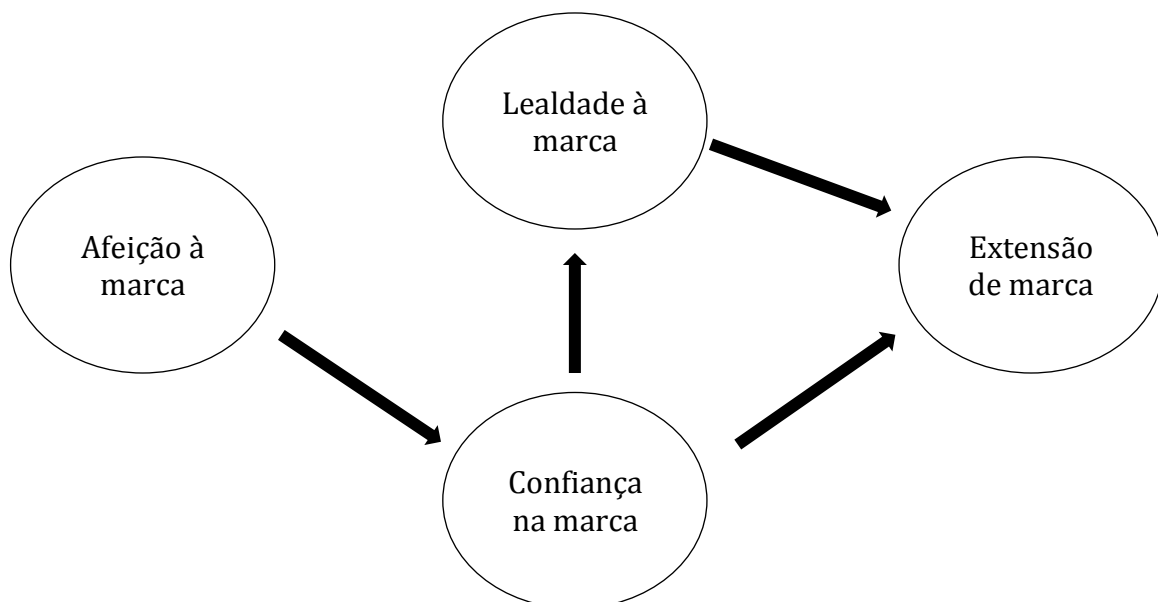 Lealdade à
marca
Afeição à
marca
Extensão
de marca
Confiança
na marca